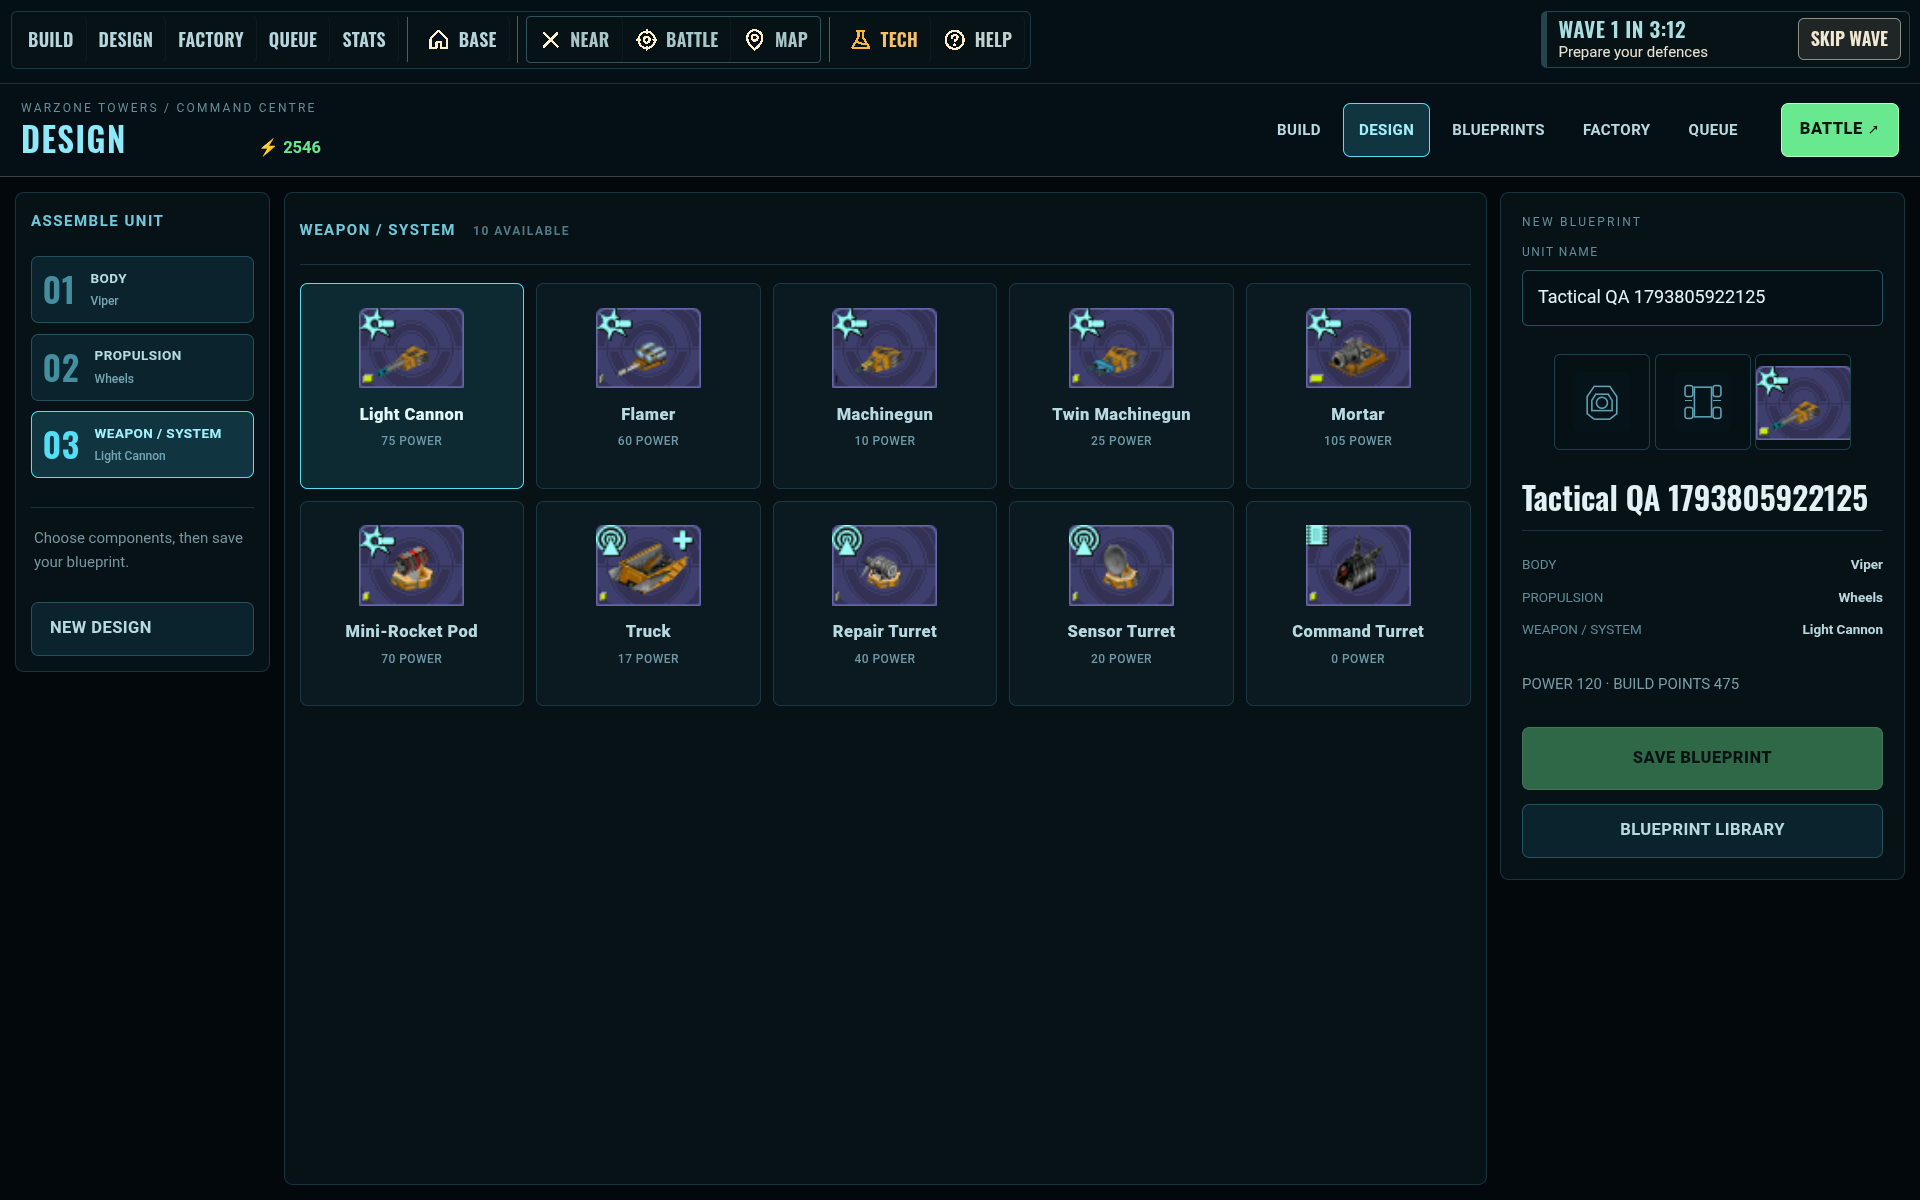 BUILD DESIGN FACTORY QUEUE STATS BASE NEAR BATTLE MAP TECH HELP
WAVE 1 IN 3:12
Prepare your defences
SKIP WAVE
WARZONE TOWERS / COMMAND CENTRE
DESIGN
⚡ 2546
BUILD DESIGN BLUEPRINTS FACTORY QUEUE BATTLE ↗
ASSEMBLE UNIT
01 BODY
Viper
02 PROPULSION
Wheels
03 WEAPON / SYSTEM
Light Cannon
Choose components, then save
your blueprint.
NEW DESIGN
WEAPON / SYSTEM 10 AVAILABLE
Light Cannon
75 POWER
Flamer
60 POWER
Machinegun
10 POWER
Twin Machinegun
25 POWER
Mortar
105 POWER
Mini-Rocket Pod
70 POWER
Truck
17 POWER
Repair Turret
40 POWER
Sensor Turret
20 POWER
Command Turret
0 POWER
NEW BLUEPRINT
UNIT NAME
Tactical QA 1793805922125
Tactical QA 1793805922125
BODY Viper
PROPULSION Wheels
WEAPON / SYSTEM Light Cannon
POWER 120 · BUILD POINTS 475
SAVE BLUEPRINT
BLUEPRINT LIBRARY